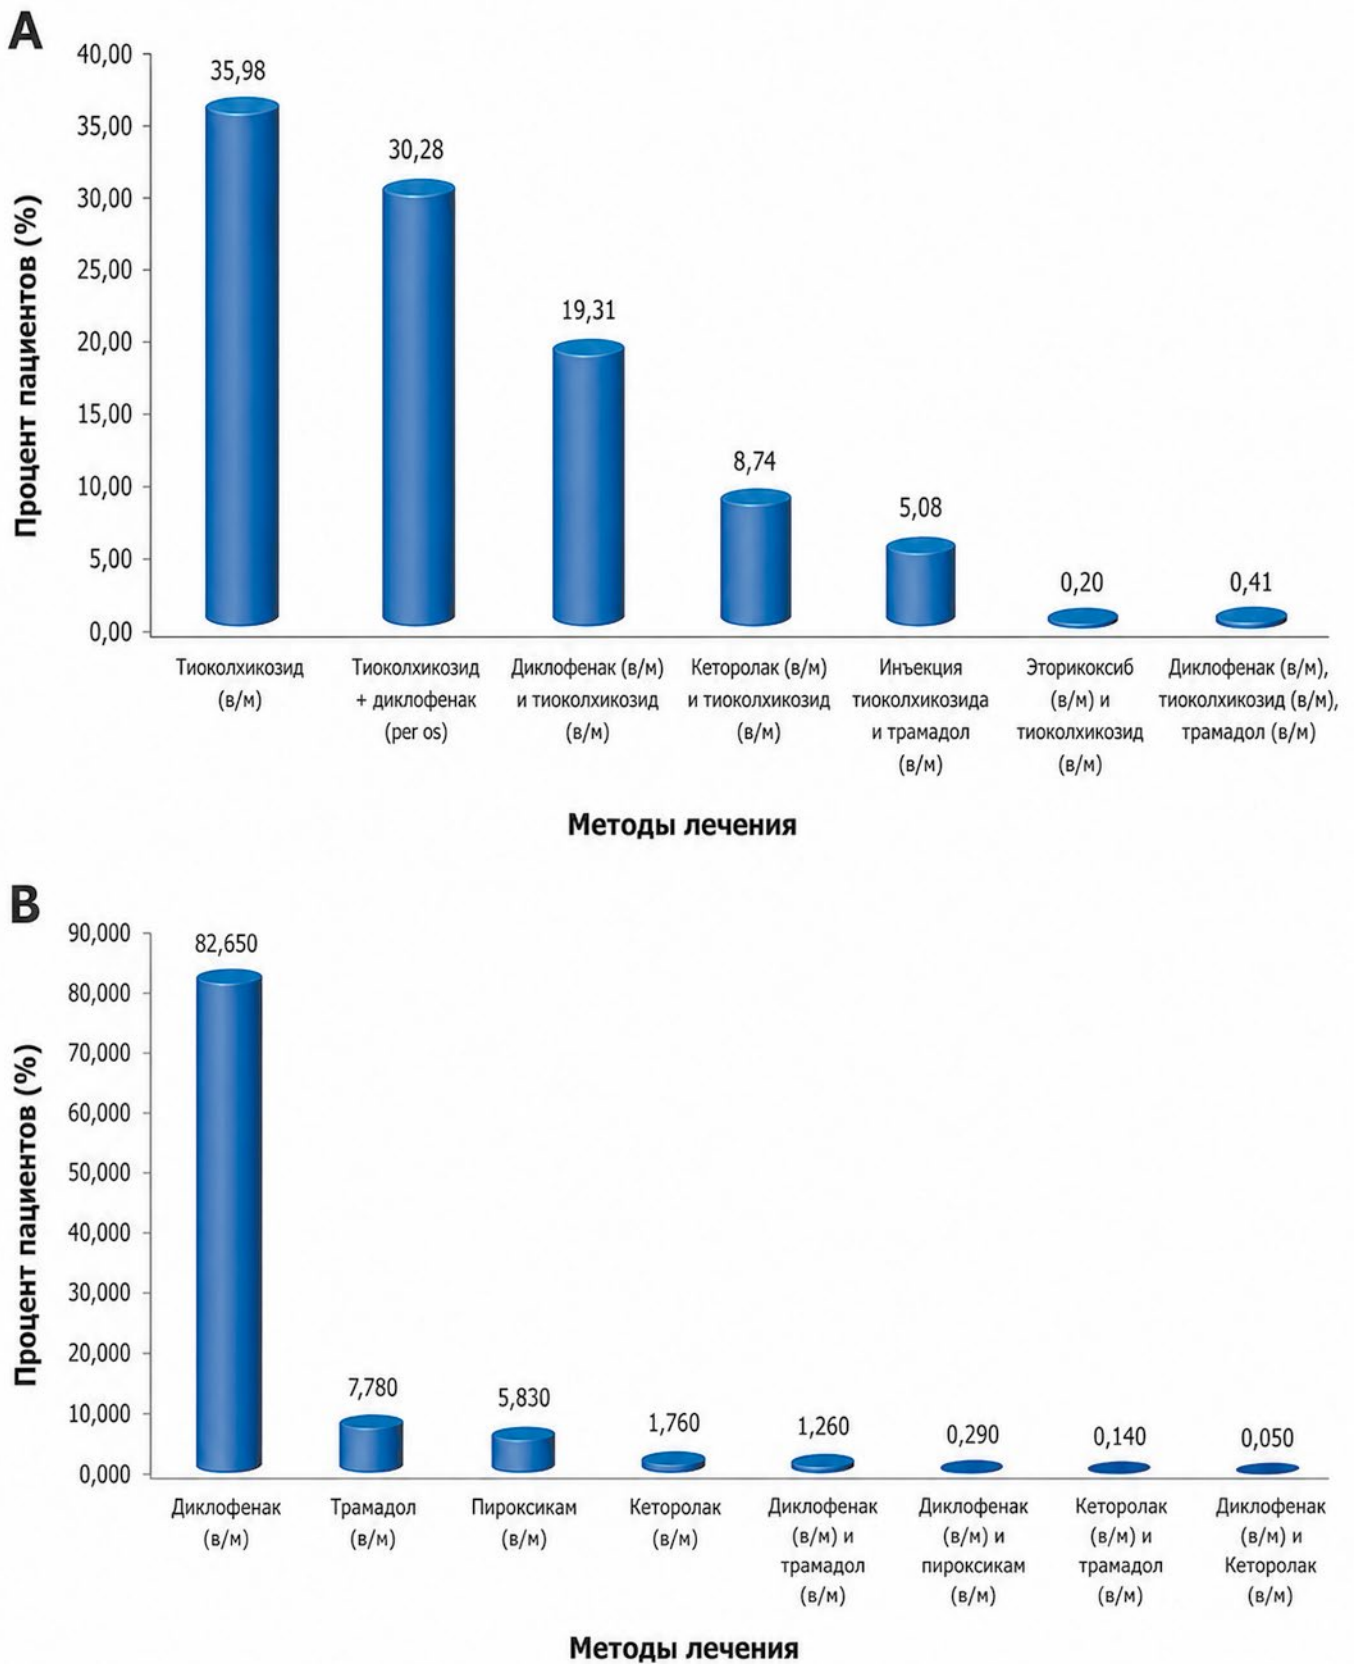 A
Процент пациентов (%)
40,00
35,00
30,00
25,00
20,00
15,00
10,00
5,00
0,00
35,98
30,28
19,31
8,74
5,08
0,20
0,41
Тиоколхикозид
(в/м)
Тиоколхикозид
+ диклофенак
(per os)
Диклофенак (в/м)
и тиоколхикозид
(в/м)
Кеторолак (в/м)
и тиоколхикозид
(в/м)
Инъекция
тиоколхикозида
и трамадол
(в/м)
Эторикоксиб
(в/м) и
тиоколхикозид
(в/м)
Диклофенак (в/м),
тиоколхикозид (в/м),
трамадол (в/м)
Методы лечения
B
Процент пациентов (%)
90,000
80,000
70,000
60,000
50,000
40,000
30,000
20,000
10,000
0,000
82,650
7,780
5,830
1,760
1,260
0,290
0,140
0,050
Диклофенак
(в/м)
Трамадол
(в/м)
Пироксикам
(в/м)
Кеторолак
(в/м)
Диклофенак
(в/м) и
трамадол
(в/м)
Диклофенак
(в/м) и
пироксикам
(в/м)
Кеторолак
(в/м) и
трамадол
(в/м)
Диклофенак
(в/м) и
Кеторолак
(в/м)
Методы лечения